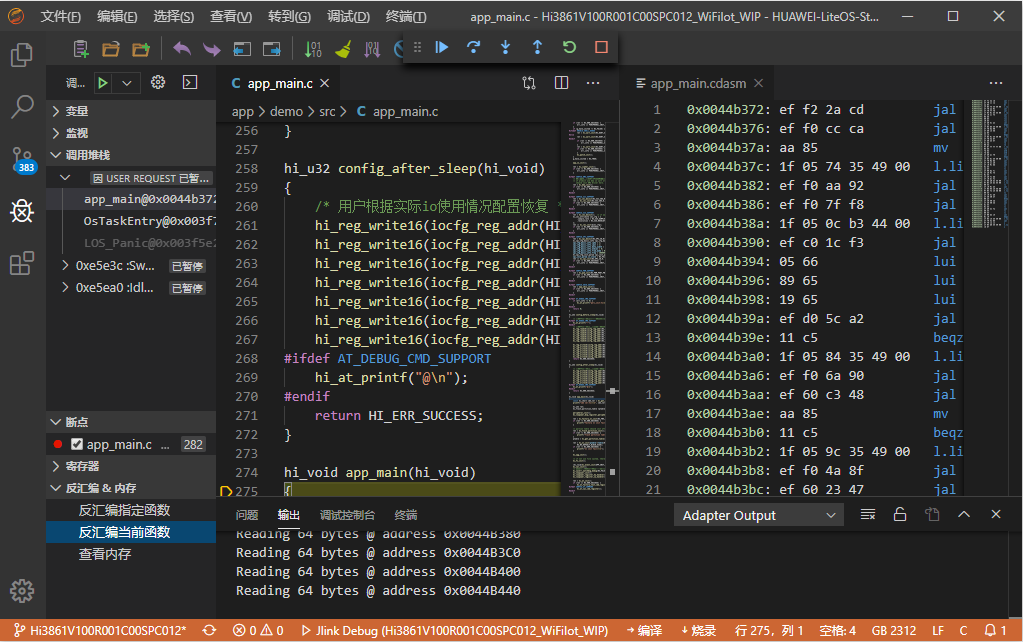 文件(F) 编辑(E) 选择(S) 查看(V) 转到(G) 调试(D) 终端(T) app_main.c - Hi3861V100R001C00SPC012_WiFilot_WIP - HUAWEI-LiteOS-St...
调...
app_main.c
app_main.cdasm
app > demo > src > C app_main.c
383
变量
监视
调用堆栈
因 USER REQUEST 已暂...
app_main@0x0044b372
OsTaskEntry@0x003f7
LOS_Panic@0x003f5e2
0xe5e3c :Sw... 已暂停
0xe5ea0 :Idl... 已暂停
断点
app_main.c ... 282
寄存器
反汇编 & 内存
反汇编指定函数
反汇编当前函数
查看内存
256 }
257
258 hi_u32 config_after_sleep(hi_void)
259 {
260 /* 用户根据实际io使用情况配置恢复
261 hi_reg_write16(iocfg_reg_addr(HI
262 hi_reg_write16(iocfg_reg_addr(HI
263 hi_reg_write16(iocfg_reg_addr(HI
264 hi_reg_write16(iocfg_reg_addr(HI
265 hi_reg_write16(iocfg_reg_addr(HI
266 hi_reg_write16(iocfg_reg_addr(HI
267 hi_reg_write16(iocfg_reg_addr(HI
268 #ifdef AT_DEBUG_CMD_SUPPORT
269 hi_at_printf("@\n");
270 #endif
271 return HI_ERR_SUCCESS;
272 }
273
274 hi_void app_main(hi_void)
275 {
1 0x0044b372: ef f2 2a cd jal
2 0x0044b376: ef f0 cc ca jal
3 0x0044b37a: aa 85 mv
4 0x0044b37c: 1f 05 74 35 49 00 l.li
5 0x0044b382: ef f0 aa 92 jal
6 0x0044b386: ef f0 7f f8 jal
7 0x0044b38a: 1f 05 0c b3 44 00 l.li
8 0x0044b390: ef c0 1c f3 jal
9 0x0044b394: 05 66 lui
10 0x0044b396: 89 65 lui
11 0x0044b398: 19 65 lui
12 0x0044b39a: ef d0 5c a2 jal
13 0x0044b39e: 11 c5 beqz
14 0x0044b3a0: 1f 05 84 35 49 00 l.li
15 0x0044b3a6: ef f0 6a 90 jal
16 0x0044b3aa: ef 60 c3 48 jal
17 0x0044b3ae: aa 85 mv
18 0x0044b3b0: 11 c5 beqz
19 0x0044b3b2: 1f 05 9c 35 49 00 l.li
20 0x0044b3b8: ef f0 4a 8f jal
21 0x0044b3bc: ef 60 23 47 jal
问题 输出 调试控制台 终端 Adapter Output
Reading 64 bytes @ address 0x0044B380
Reading 64 bytes @ address 0x0044B3C0
Reading 64 bytes @ address 0x0044B400
Reading 64 bytes @ address 0x0044B440
Hi3861V100R001C00SPC012* 0 0 Jlink Debug (Hi3861V100R001C00SPC012_WiFilot_WIP) 编译 烧录 行 275，列 1 空格: 4 GB 2312 LF C 1